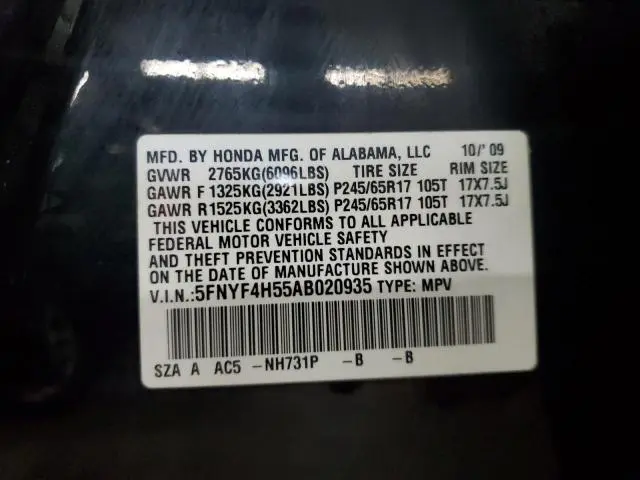 MFD. BY HONDA MFG. OF ALABAMA, LLC 10/'09
GVWR 2765KG(6096LBS) TIRE SIZE RIM SIZE
GAWR F 1325KG(2921LBS) P245/65R17 105T 17X7.5J
GAWR R 1525KG(3362LBS) P245/65R17 105T 17X7.5J
THIS VEHICLE CONFORMS TO ALL APPLICABLE
FEDERAL MOTOR VEHICLE SAFETY
AND THEFT PREVENTION STANDARDS IN EFFECT
ON THE DATE OF MANUFACTURE SHOWN ABOVE.
V.I.N.:5FNYF4H55AB020935 TYPE: MPV
SZA A AC5 -NH731P -B -B